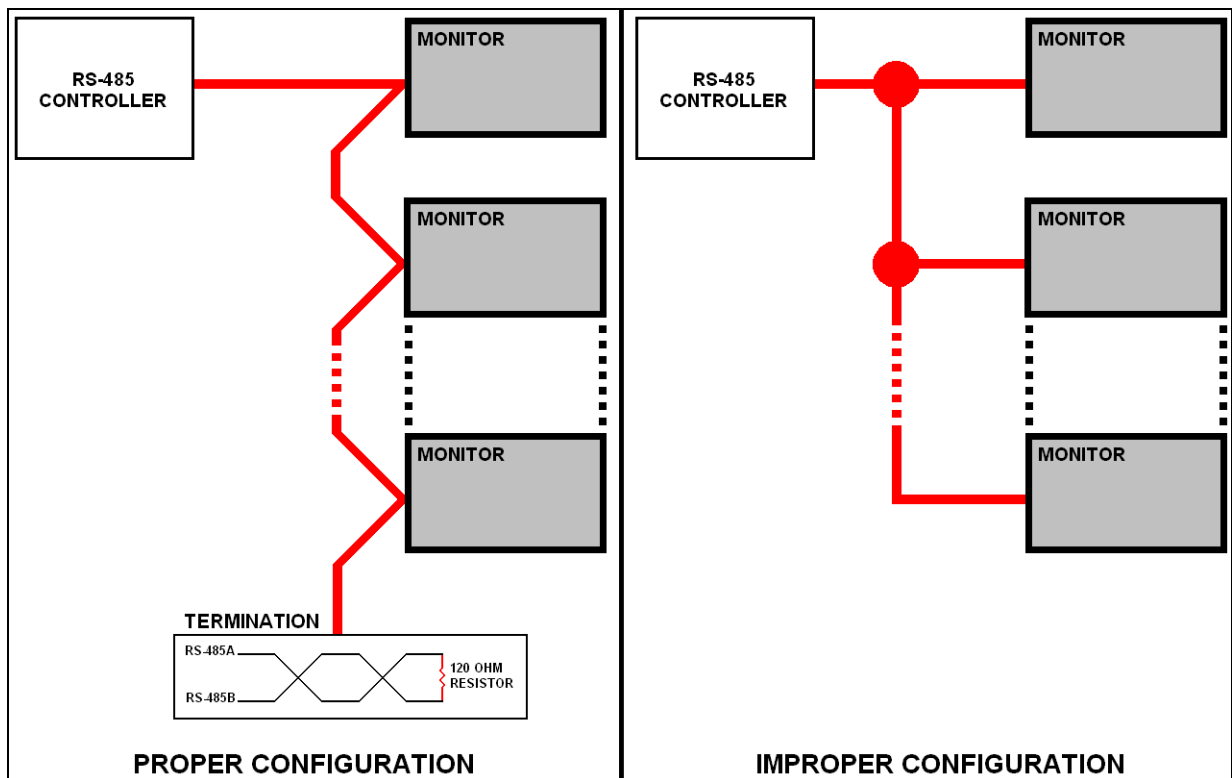 RS-485
CONTROLLER
MONITOR
MONITOR
MONITOR
TERMINATION
RS-485A
RS-485B
120 OHM
RESISTOR
PROPER CONFIGURATION
RS-485
CONTROLLER
MONITOR
MONITOR
MONITOR
IMPROPER CONFIGURATION